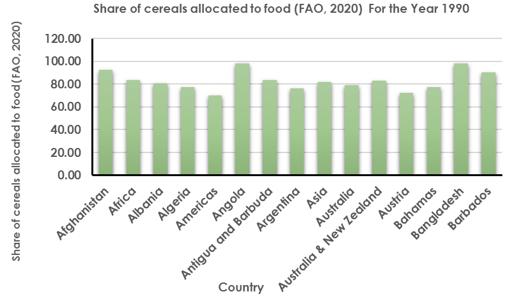 Share of cereals allocated to food (FAO, 2020) For the Year 1990
Share of cereals allocated to food (FAO, 2020)
120.00
100.00
80.00
60.00
40.00
20.00
0.00
Afghanistan
Africa
Albania
Algeria
Americas
Angola
Antigua and Barbuda
Argentina
Asia
Australia
Australia & New Zealand
Austria
Bahamas
Bangladesh
Barbados
Country